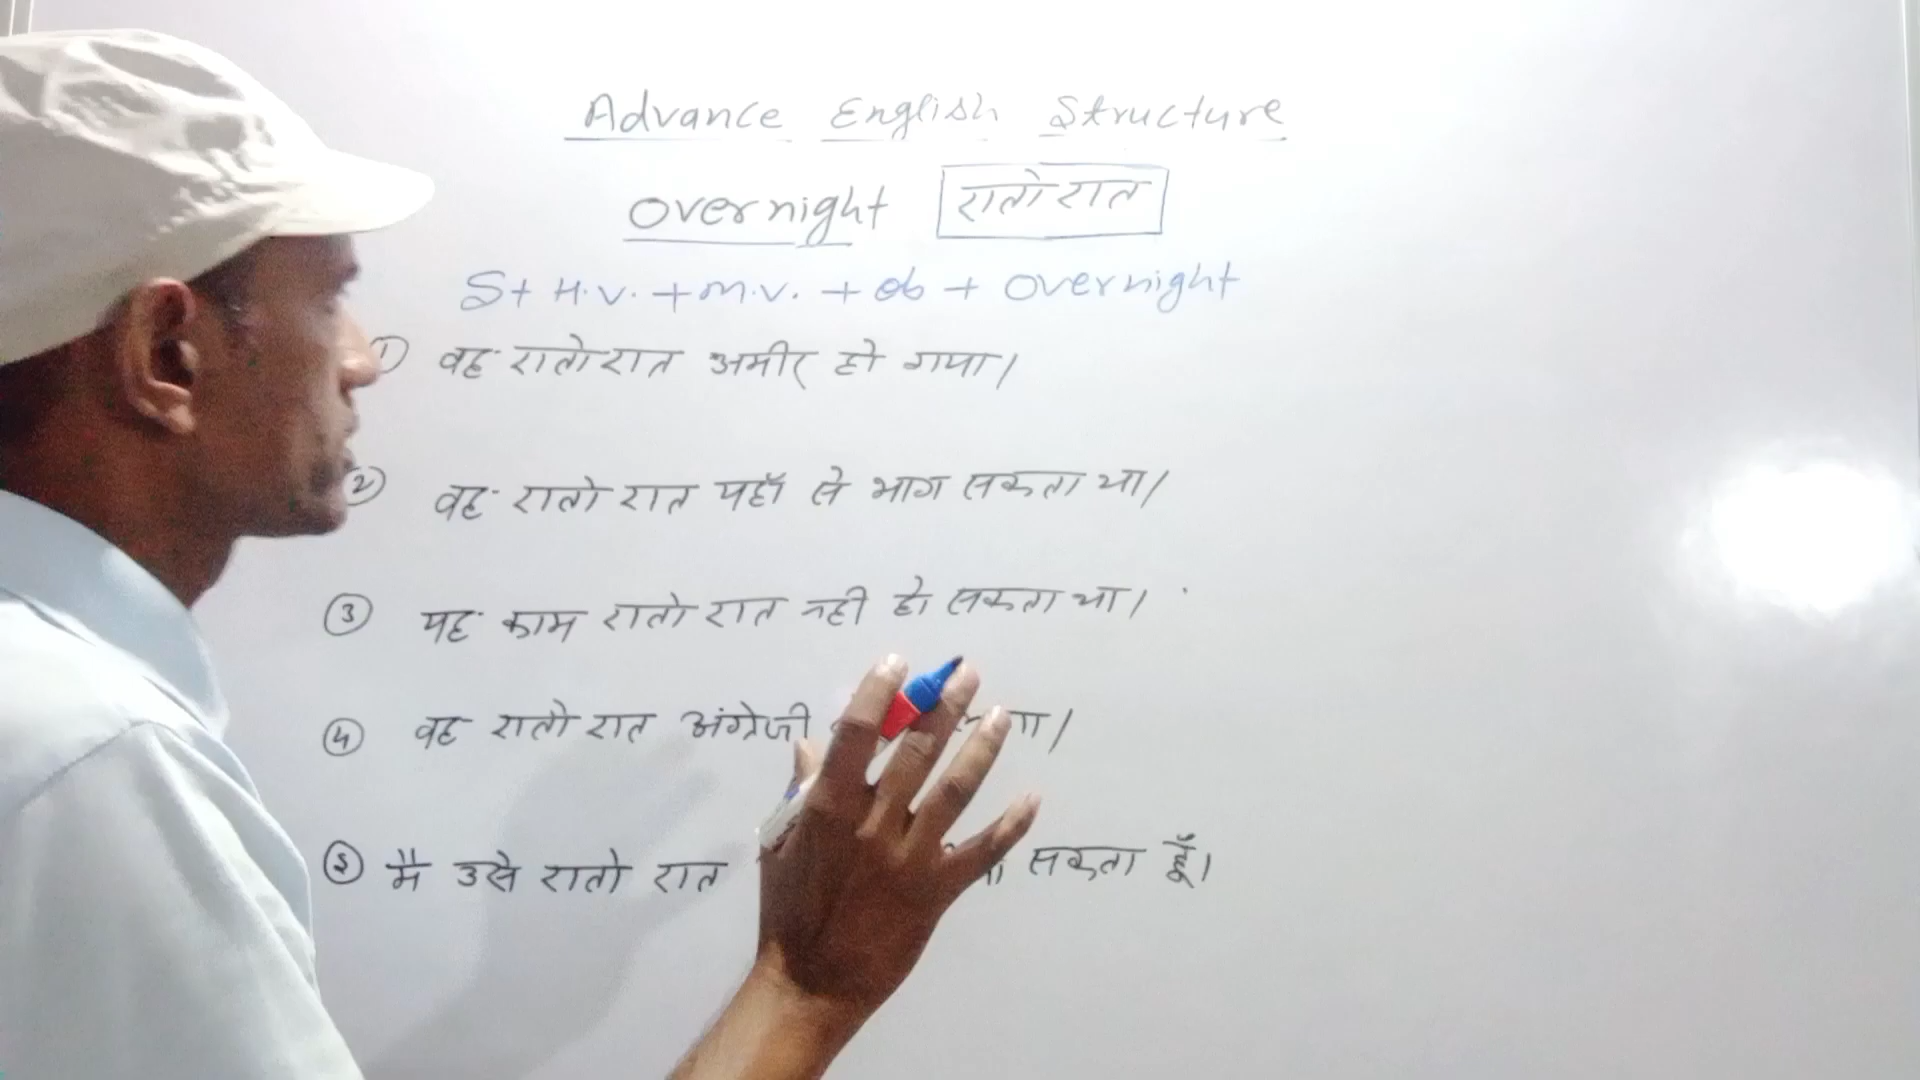 Advance English Structure
Overnight रातो रात
S + H.V. + M.V. + ob + Overnight
① वह रातो रात अमीर हो गया।
② वह रातो रात यहाँ से भाग सकता था।
③ यह काम रातो रात नही हो सकता था।
④ वह रातो रात अंग्रेजी
⑤ मै उसे रातो रात सकता हूँ।